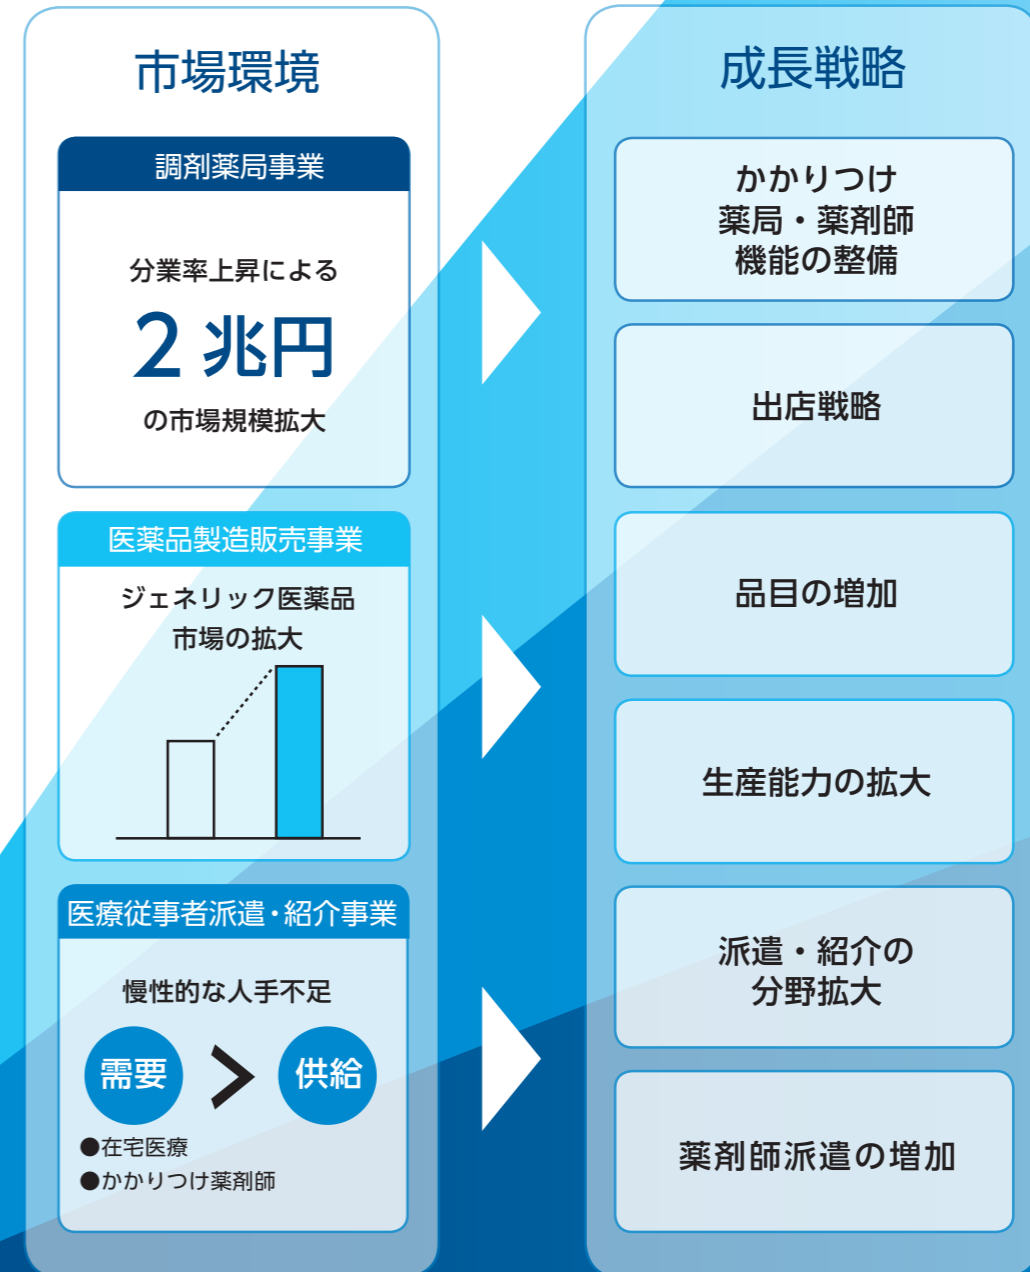 市場環境
調剤薬局事業
分業率上昇による
2 兆円
の市場規模拡大
医薬品製造販売事業
ジェネリック医薬品
市場の拡大
医療従事者派遣・紹介事業
慢性的な人手不足
需要 > 供給
●在宅医療
●かかりつけ薬剤師
成長戦略
かかりつけ
薬局・薬剤師
機能の整備
出店戦略
品目の増加
生産能力の拡大
派遣・紹介の
分野拡大
薬剤師派遣の増加